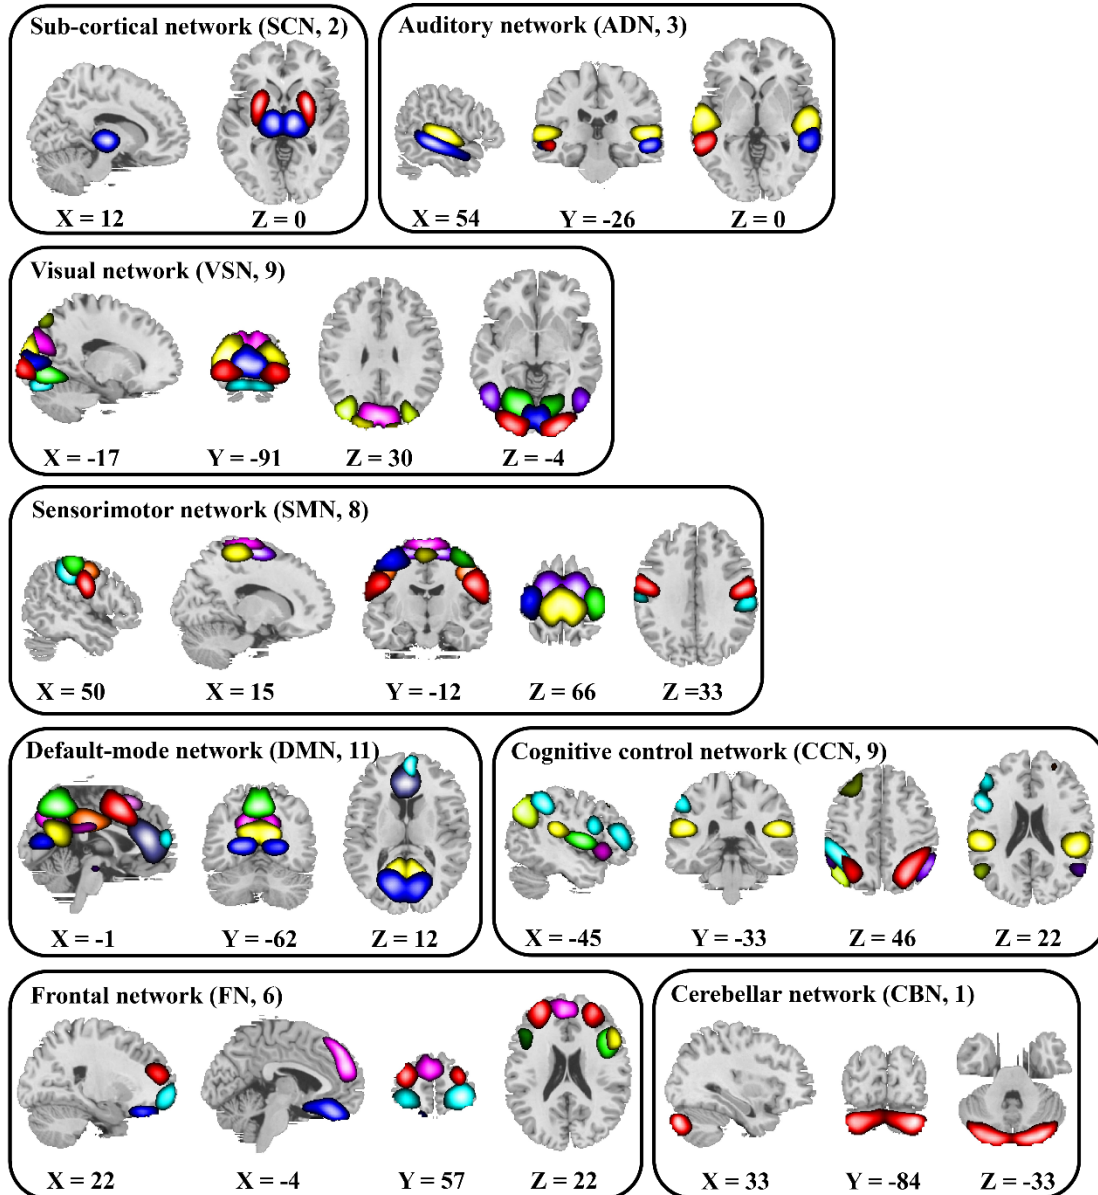 Sub-cortical network (SCN, 2)
X = 12
Z = 0
Auditory network (ADN, 3)
X = 54
Y = -26
Z = 0
Visual network (VSN, 9)
X = -17
Y = -91
Z = 30
Z = -4
Sensorimotor network (SMN, 8)
X = 50
X = 15
Y = -12
Z = 66
Z =33
Default-mode network (DMN, 11)
X = -1
Y = -62
Z = 12
Cognitive control network (CCN, 9)
X = -45
Y = -33
Z = 46
Z = 22
Frontal network (FN, 6)
X = 22
X = -4
Y = 57
Z = 22
Cerebellar network (CBN, 1)
X = 33
Y = -84
Z = -33